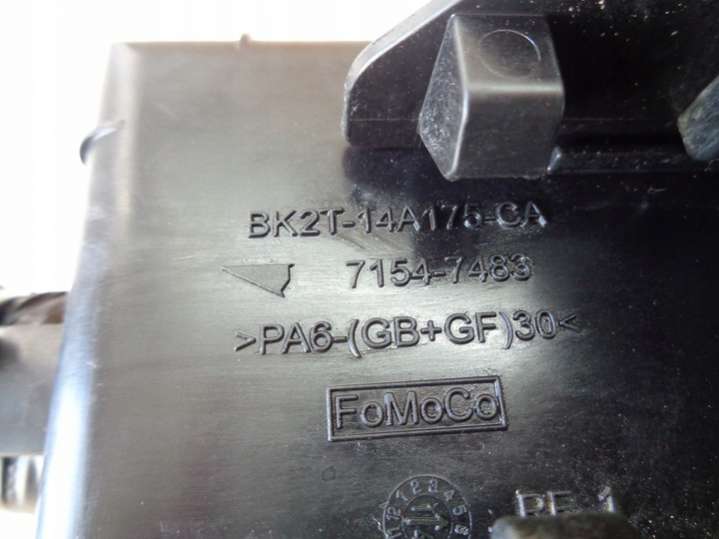 BK2T-14A175-CA
7154-7483
>PA6-(GB+GF)30<
FoMoCo